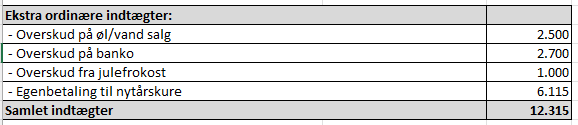 Ekstra ordinære indtægter:
- Overskud på øl/vand salg 2.500
- Overskud på banko 2.700
- Overskud fra julefrokost 1.000
- Egenbetaling til nytårskure 6.115
Samlet indtægter 12.315